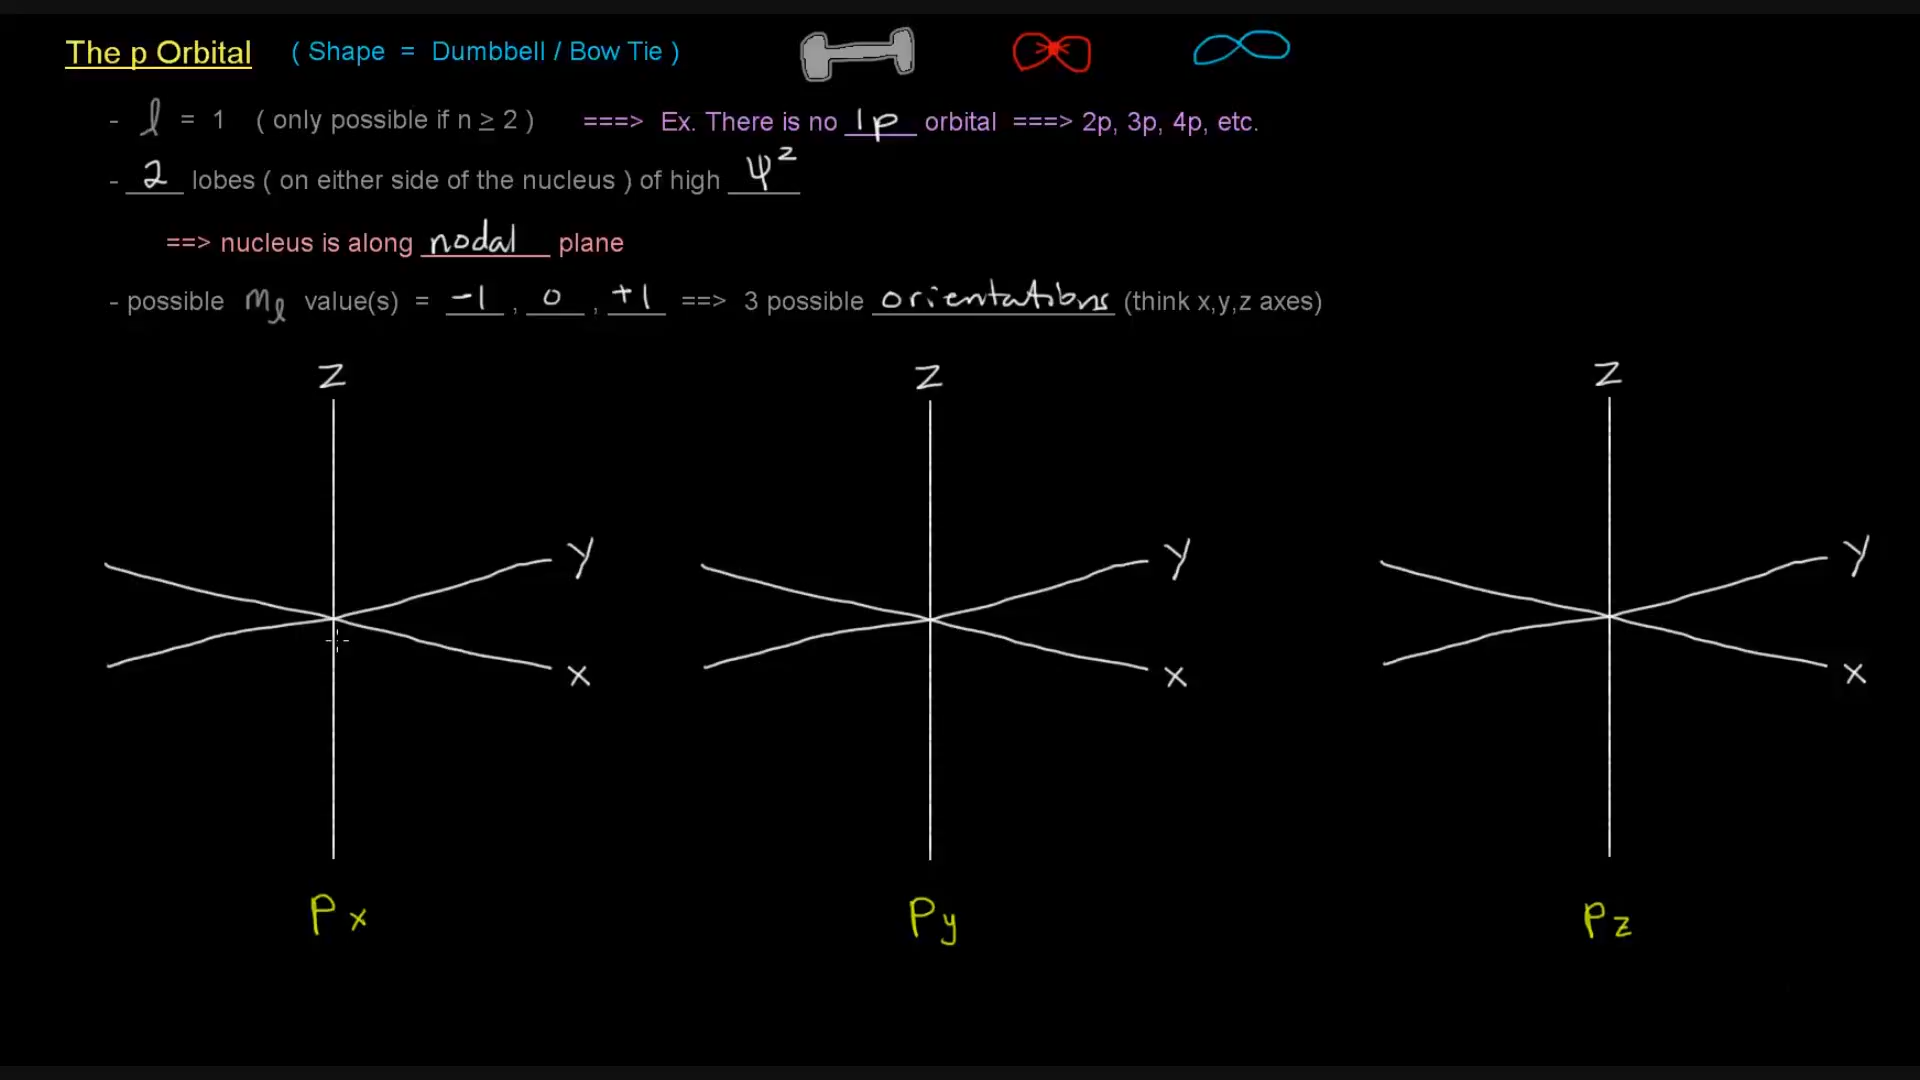 The p Orbital ( Shape = Dumbbell / Bow Tie )
- l = 1 ( only possible if n ≥ 2 ) ===> Ex. There is no 1p orbital ===> 2p, 3p, 4p, etc.
- 2 lobes ( on either side of the nucleus ) of high ψ²
==> nucleus is along nodal plane
- possible mℓ value(s) = -1 , 0 , +1 ==> 3 possible orientations (think x,y,z axes)
z z z
y y y
x x x
Px Py Pz